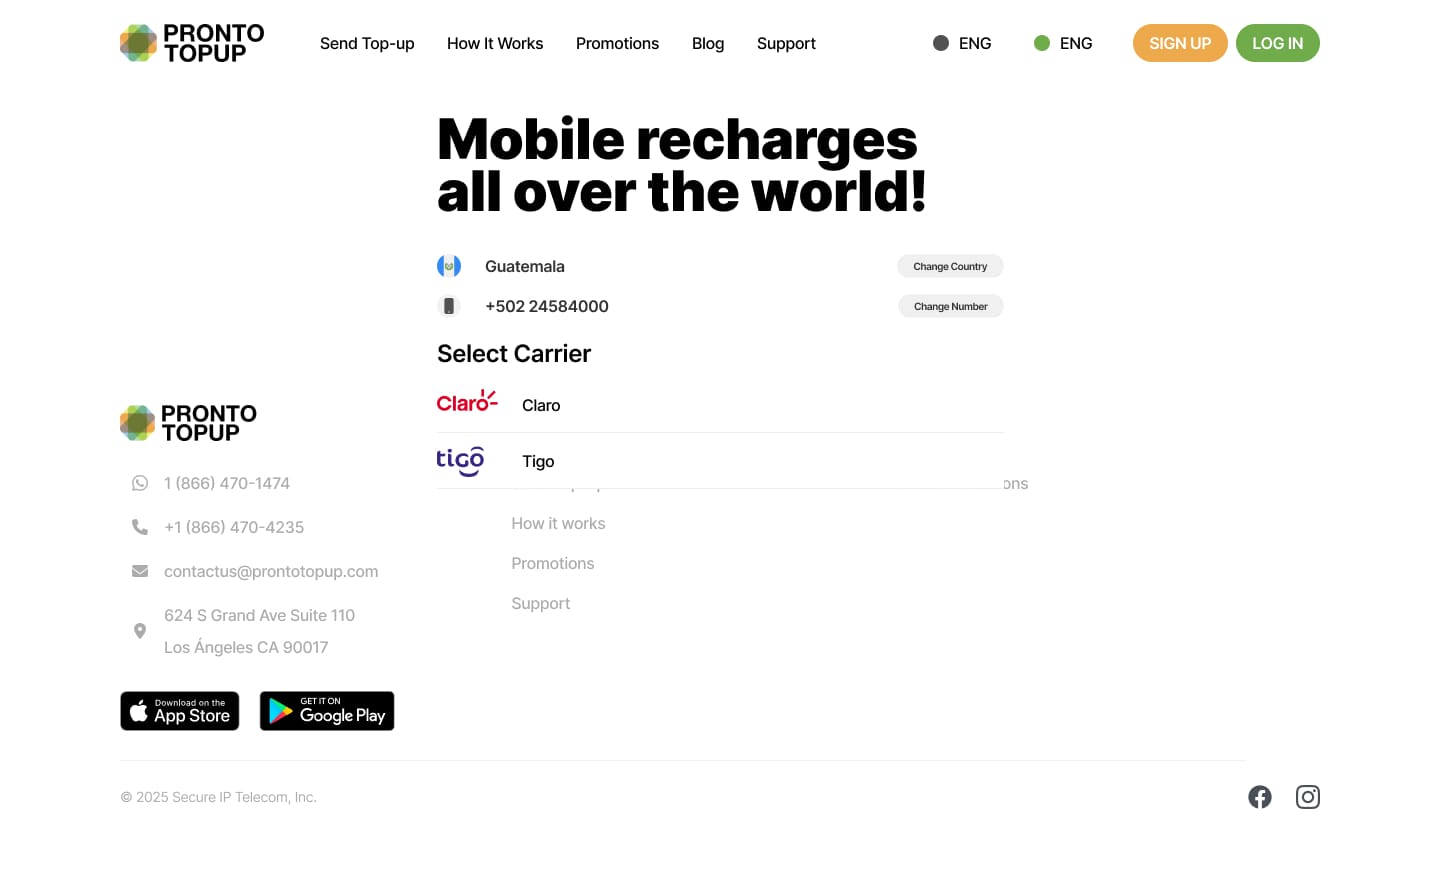 PRONTO
TOPUP
Send Top-up
How It Works
Promotions
Blog
Support
ENG
ENG
SIGN UP
LOG IN
Mobile recharges
all over the world!
Guatemala
Change Country
+502 24584000
Change Number
Select Carrier
Claro
Claro
tigo
Tigo
PRONTO
TOPUP
1 (866) 470-1474
+1 (866) 470-4235
contactus@prontotopup.com
624 S Grand Ave Suite 110
Los Ángeles CA 90017
Download on the
App Store
GET IT ON
Google Play
ons
How it works
Promotions
Support
© 2025 Secure IP Telecom, Inc.